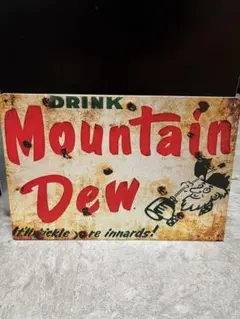 DRINK
Mountain
Dew
It'll tickle yore innards!